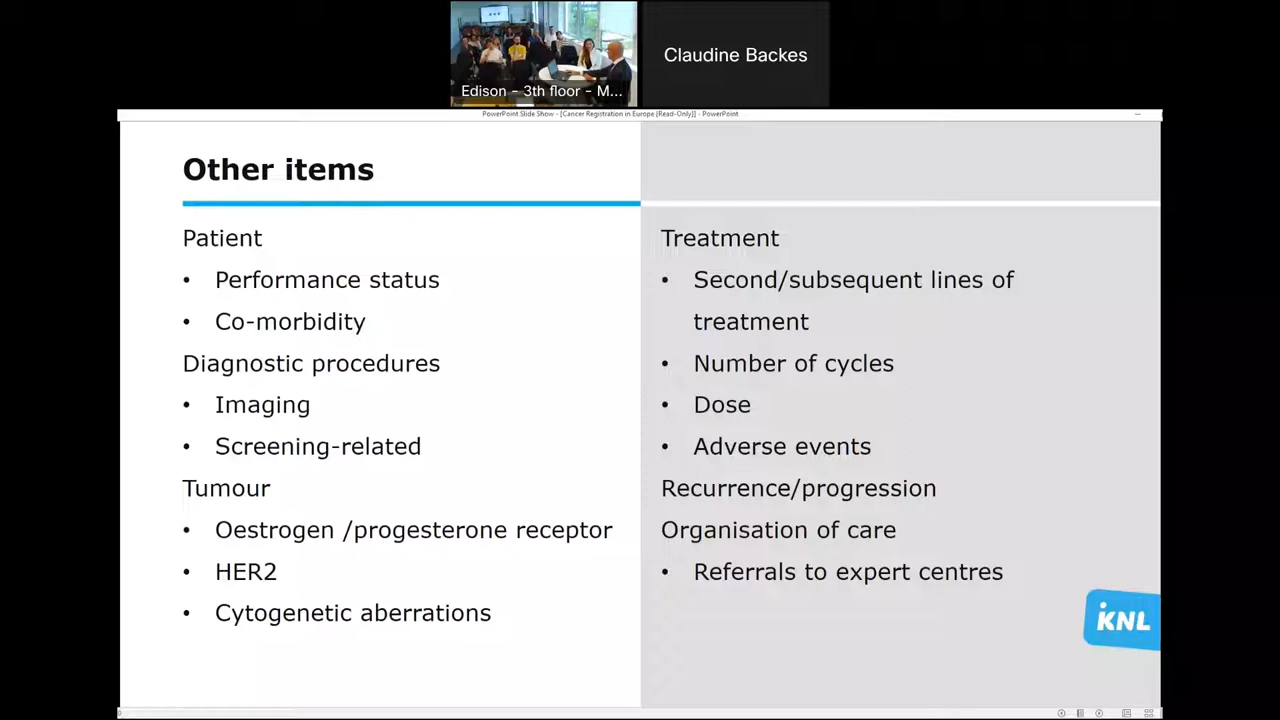 Edison - 3th floor - M...
Claudine Backes
PowerPoint Slide Show - [Cancer Registration in Europe [Read-Only]] - PowerPoint
Other items
Patient
• Performance status
• Co-morbidity
Diagnostic procedures
• Imaging
• Screening-related
Tumour
• Oestrogen /progesterone receptor
• HER2
• Cytogenetic aberrations
Treatment
• Second/subsequent lines of
treatment
• Number of cycles
• Dose
• Adverse events
Recurrence/progression
Organisation of care
• Referrals to expert centres
iKNL